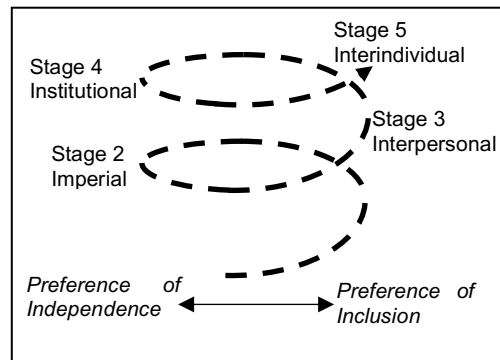 Stage 5
Interindividual
Stage 4
Institutional
Stage 3
Interpersonal
Stage 2
Imperial
Preference of
Independence
Preference of
Inclusion